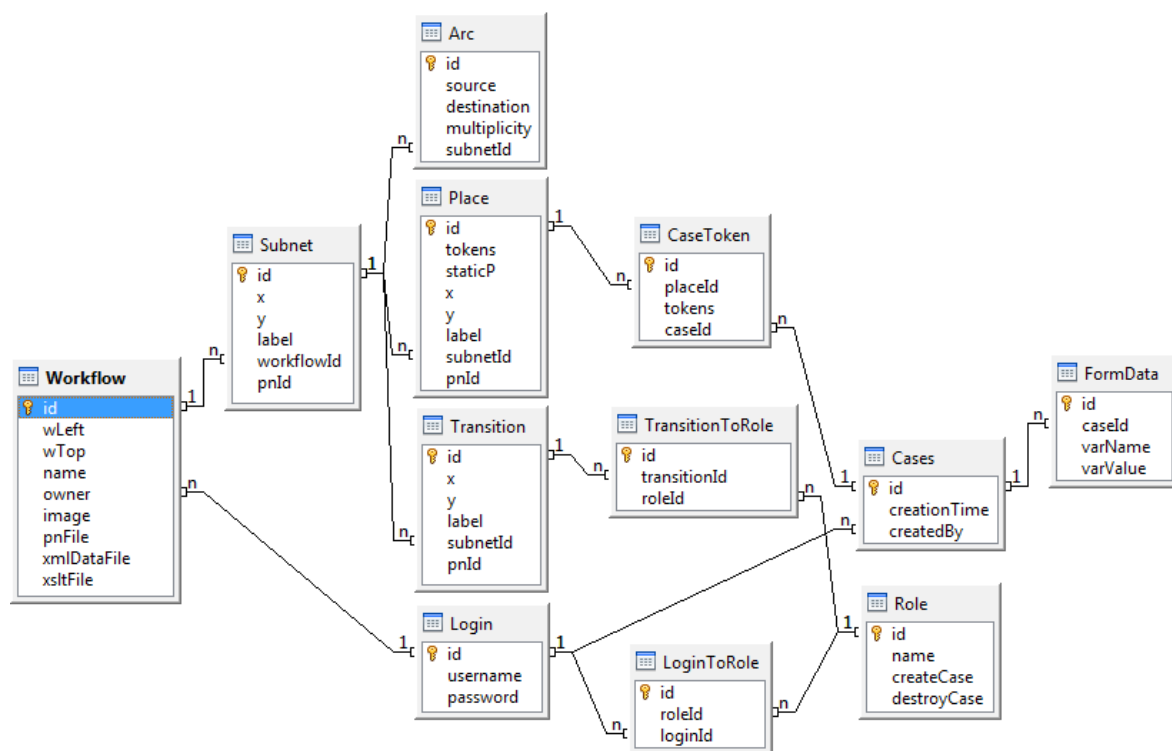 Arc
id
source
destination
multiplicity
subnetId
n
Place
id
tokens
staticP
x
y
label
subnetId
pnId
1
n
Subnet
id
x
y
label
workflowId
pnId
1
n
CaseToken
id
placeId
tokens
caseId
n
n
Workflow
id
wLeft
wTop
name
owner
image
pnFile
xmlDataFile
xsltFile
1
n
Transition
id
x
y
label
subnetId
pnId
1
n
TransitionToRole
id
transitionId
roleId
n
n
Cases
id
creationTime
createdBy
1
n
1
FormData
id
caseId
varName
varValue
n
Login
id
username
password
1
1
LoginToRole
id
roleId
loginId
n
n
Role
id
name
createCase
destroyCase
1